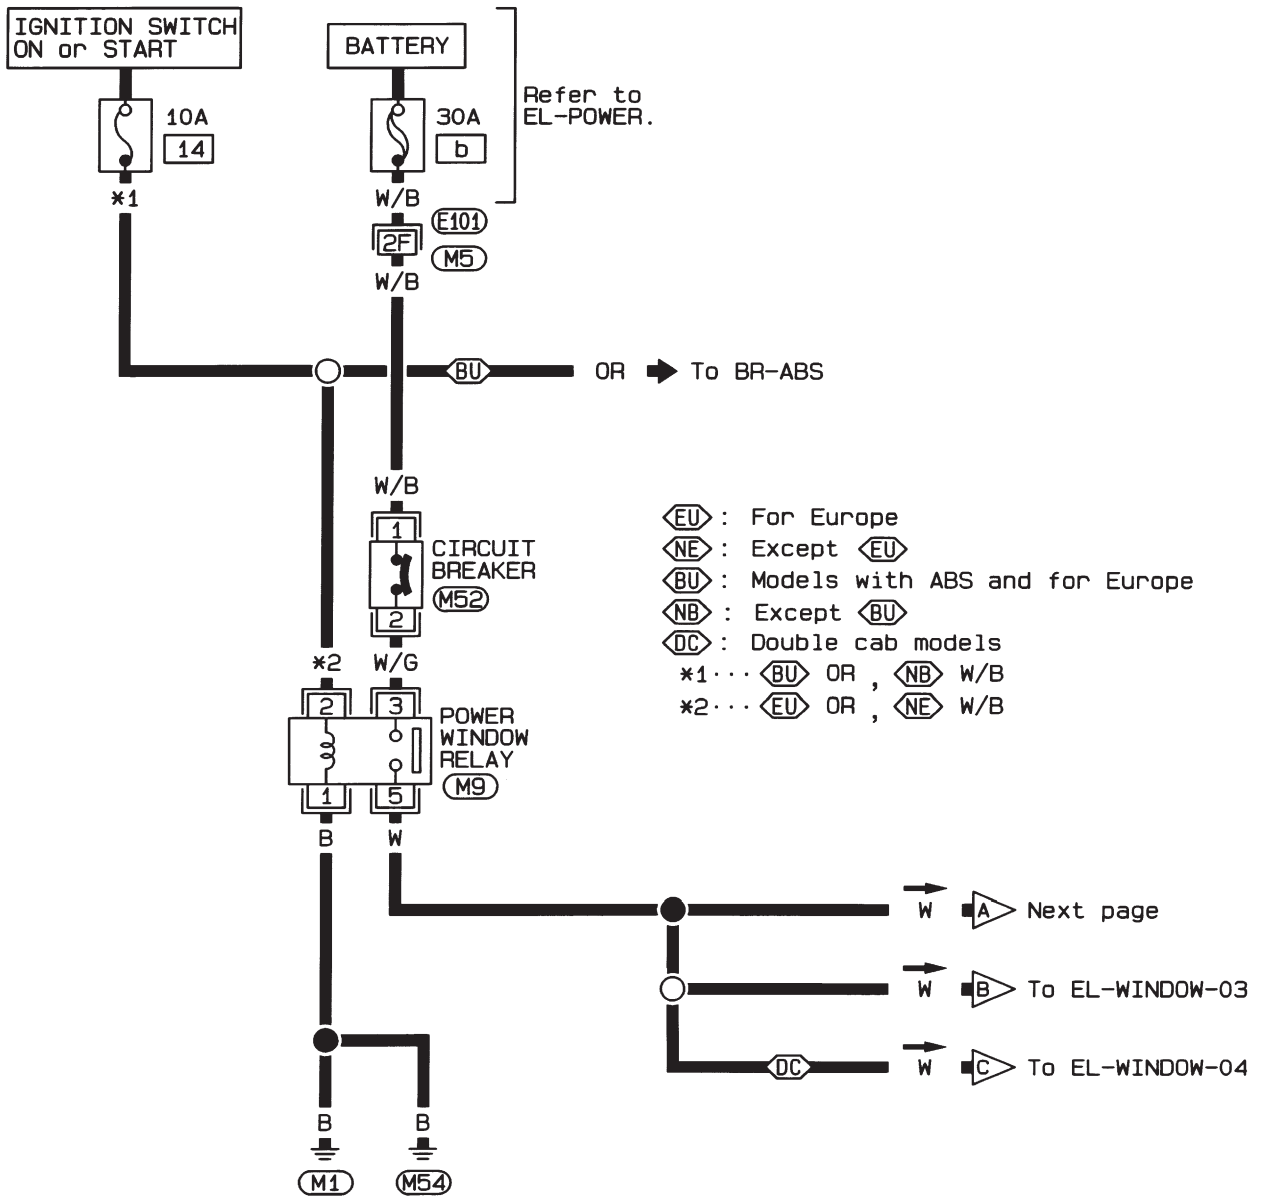 IGNITION SWITCH
ON or START
BATTERY
Refer to
EL-POWER.
10A
14
30A
b
*1
W/B
E101
2F
M5
W/B
BU
OR
To BR-ABS
W/B
1
CIRCUIT
BREAKER
M52
2
*2
W/G
2
3
POWER
WINDOW
RELAY
M9
1
5
B
W
EU : For Europe
NE : Except EU
BU : Models with ABS and for Europe
NB : Except BU
DC : Double cab models
*1··· BU OR , NB W/B
*2··· EU OR , NE W/B
W A Next page
W B To EL-WINDOW-03
DC W C To EL-WINDOW-04
B
B
M1
M54